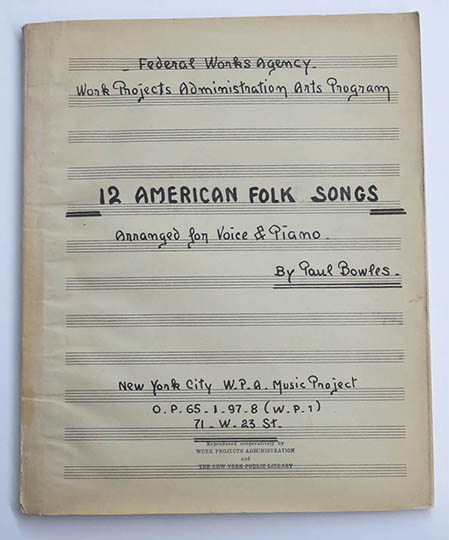 - Federal Works Agency -
Work Projects Administration Arts Program
12 AMERICAN FOLK SONGS
Arranged for Voice & Piano.
By Paul Bowles -
New York City W.P.A. Music Project
O.P. 65-1-97-8 (W.P.1)
71-W-23 St.
Reproduced cooperatively by
WORK PROJECTS ADMINISTRATION
and
THE NEW YORK PUBLIC LIBRARY